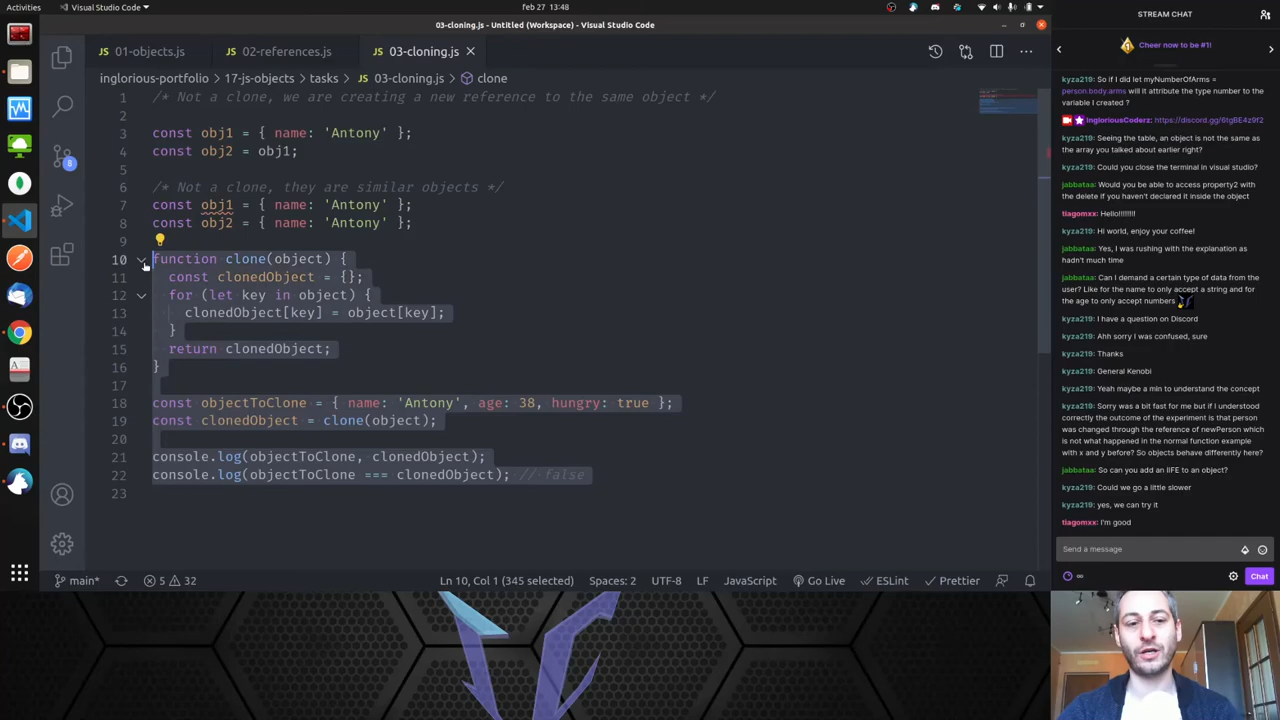 Activities
Visual Studio Code
feb 27 13:48
03-cloning.js - Untitled (Workspace) - Visual Studio Code
01-objects.js
02-references.js
03-cloning.js
inglorious-portfolio > 17-js-objects > tasks > JS 03-cloning.js > clone
1 /* Not a clone, we are creating a new reference to the same object */
2
3 const obj1 = { name: 'Antony' };
4 const obj2 = obj1;
5
6 /* Not a clone, they are similar objects */
7 const obj1 = { name: 'Antony' };
8 const obj2 = { name: 'Antony' };
9
10 function clone(object) {
11 const clonedObject = {};
12 for (let key in object) {
13 clonedObject[key] = object[key];
14 }
15 return clonedObject;
16 }
17
18 const objectToClone = { name: 'Antony', age: 38, hungry: true };
19 const clonedObject = clone(object);
20
21 console.log(objectToClone, clonedObject);
22 console.log(objectToClone === clonedObject); // false
23
8
main*
5 32
Ln 10, Col 1 (345 selected)
Spaces: 2
UTF-8
LF
JavaScript
Go Live
ESLint
Prettier
STREAM CHAT
1
Cheer now to be #1!
kyza219: So if I did let myNumberOfArms =
person.body.arms will it attribute the type number to the
variable I created ?
IngloriousCoderz: https://discord.gg/6tgBE4z9f2
kyza219: Seeing the table, an object is not the same as
the array you talked about earlier right?
kyza219: Could you close the terminal in visual studio?
jabbataa: Would you be able to access property2 with
the delete if you haven't declared it inside the object
tiagomxx: Hello!!!!!!!!
kyza219: Hi world, enjoy your coffee!
jabbataa: Yes, I was rushing with the explanation as
hadn't much time
jabbataa: Can I demand a certain type of data from the
user? Like for the name to only accept a string and for
the age to only accept numbers
kyza219: I have a question on Discord
kyza219: Ahh sorry I was confused, sure
kyza219: Thanks
kyza219: General Kenobi
kyza219: Yeah maybe a min to understand the concept
kyza219: Sorry was a bit fast for me but if I understood
correctly the outcome of the experiment is that person
was changed through the reference of newPerson which
is not what happened in the normal function example
with x and y before? So objects behave differently here?
jabbataa: So can you add an IIFE to an object?
kyza219: Could we go a little slower
kyza219: yes, we can try it
tiagomxx: I'm good
Send a message
∞
Chat